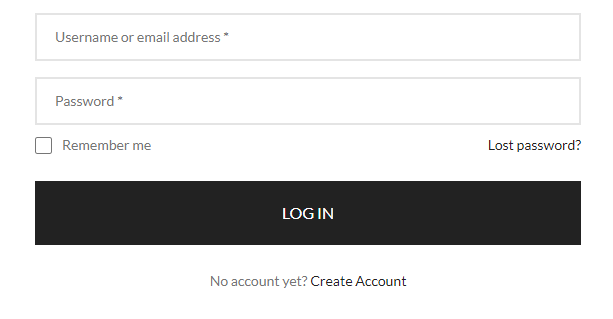 Username or email address *
Password *
Remember me Lost password?
LOG IN
No account yet? Create Account